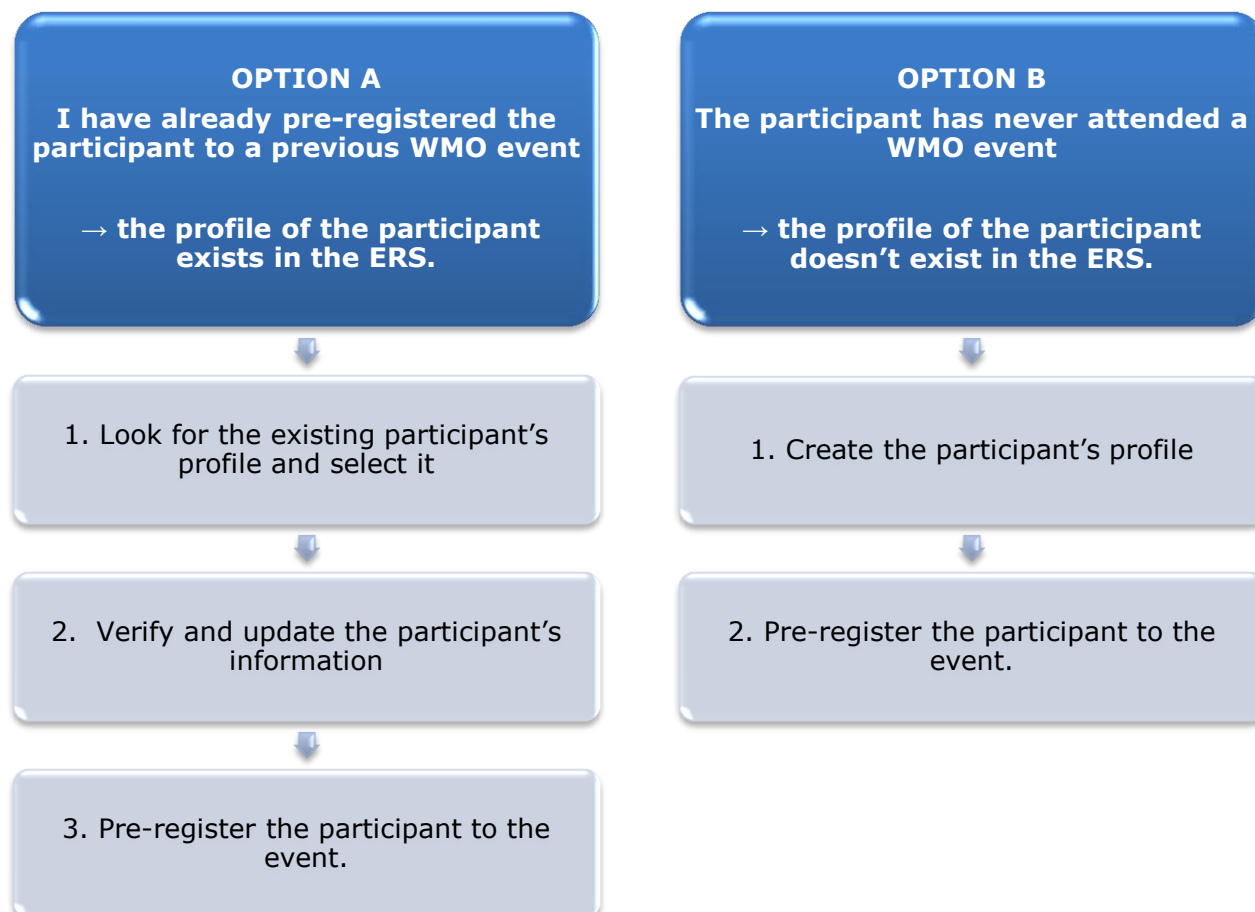 OPTION A
I have already pre-registered the
participant to a previous WMO event
→ the profile of the participant
exists in the ERS.
1. Look for the existing participant’s
profile and select it
2. Verify and update the participant’s
information
3. Pre-register the participant to the
event.
OPTION B
The participant has never attended a
WMO event
→ the profile of the participant
doesn’t exist in the ERS.
1. Create the participant’s profile
2. Pre-register the participant to the
event.